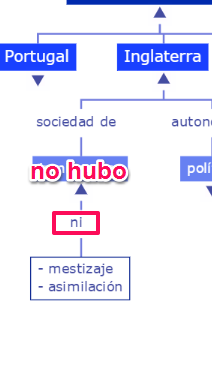 Portugal
Inglaterra
sociedad de
no hubo
ni
- mestizaje
- asimilación